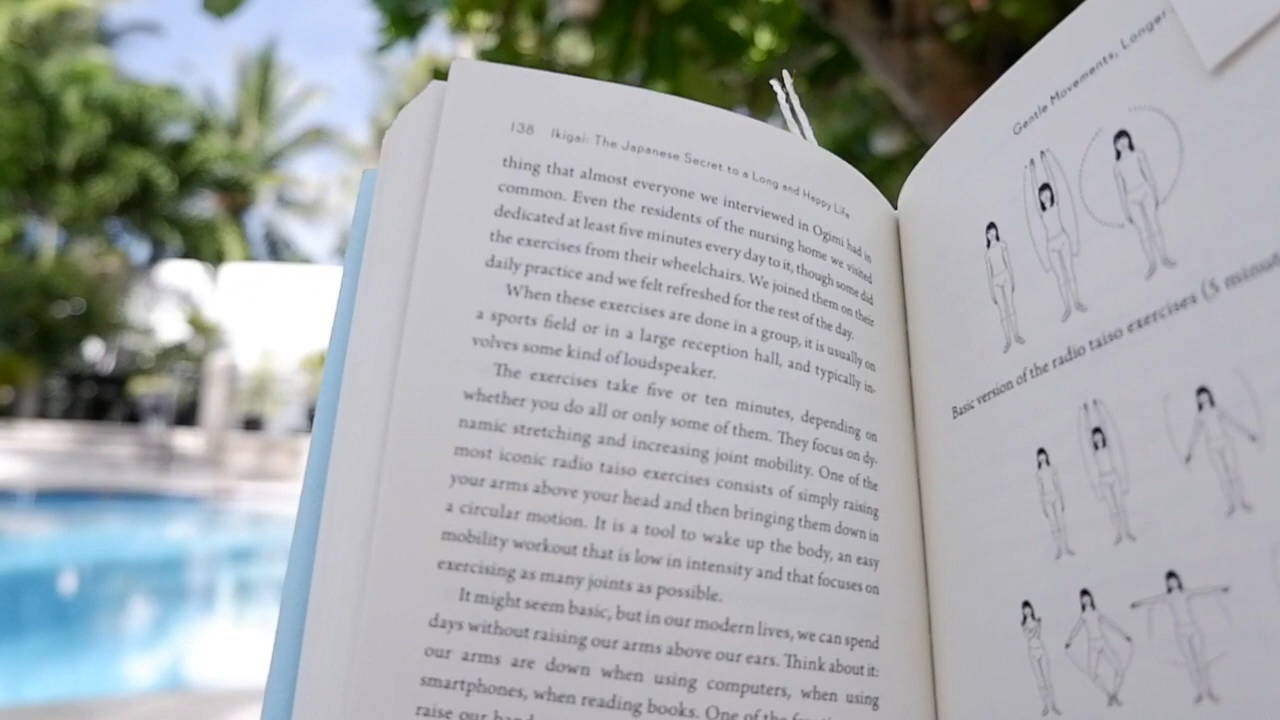 138 Ikigai: The Japanese Secret to a Long and Happy Life
thing that almost everyone we interviewed in Ogimi had in
common. Even the residents of the nursing home we visited
dedicated at least five minutes every day to it, though some did
the exercises from their wheelchairs. We joined them on their
daily practice and we felt refreshed for the rest of the day.
When these exercises are done in a group, it is usually on
a sports field or in a large reception hall, and typically in-
volves some kind of loudspeaker.
The exercises take five or ten minutes, depending on
whether you do all or only some of them. They focus on dy-
namic stretching and increasing joint mobility. One of the
most iconic radio taiso exercises consists of simply raising
your arms above your head and then bringing them down in
a circular motion. It is a tool to wake up the body, an easy
mobility workout that is low in intensity and that focuses on
exercising as many joints as possible.
It might seem basic, but in our modern lives, we can spend
days without raising our arms above our ears. Think about it:
our arms are down when using computers, when using
smartphones, when reading books. One of the
raise our
Gentle Movements, Longer
Basic version of the radio taiso exercises (5